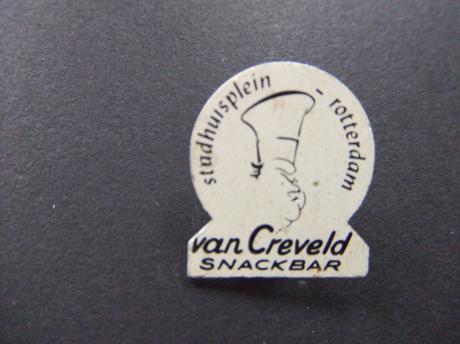 stadhuisplein - rotterdam
van Creveld
SNACKBAR